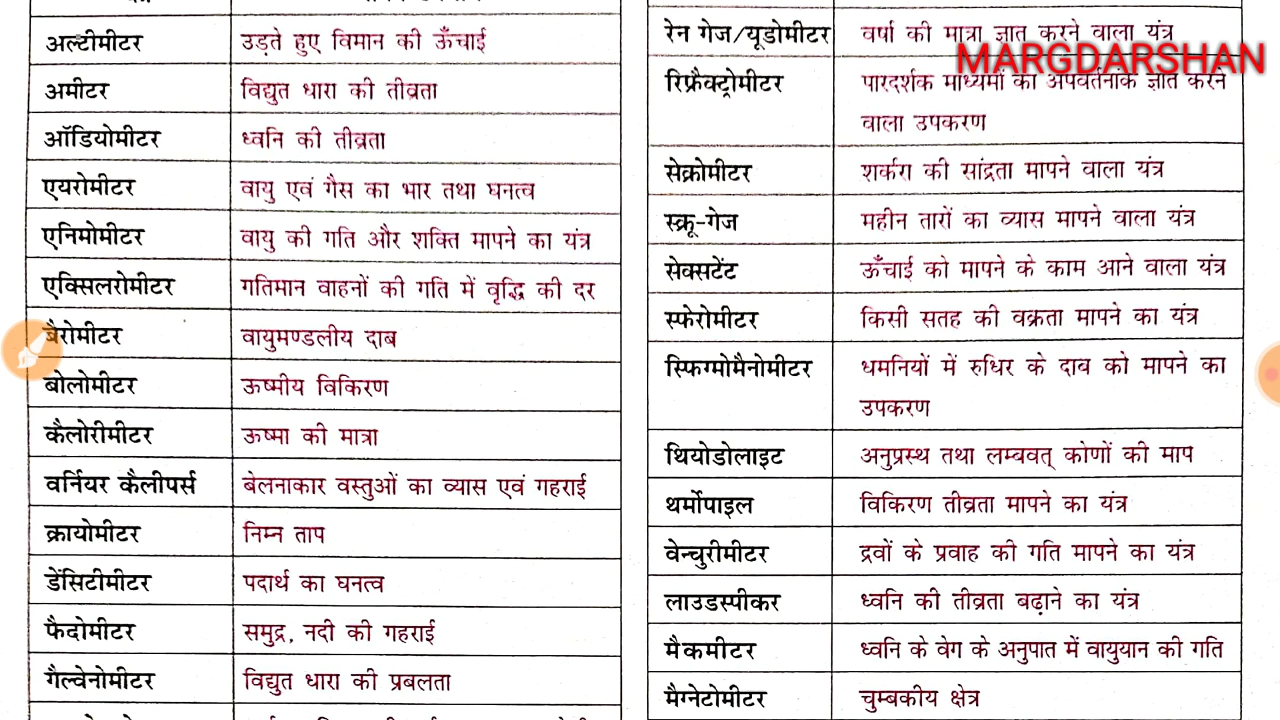 अल्टीमीटर उड़ते हुए विमान की ऊँचाई
अमीटर विद्युत धारा की तीव्रता
ऑडियोमीटर ध्वनि की तीव्रता
एयरोमीटर वायु एवं गैस का भार तथा घनत्व
एनिमोमीटर वायु की गति और शक्ति मापने का यंत्र
एक्सिलरोमीटर गतिमान वाहनों की गति में वृद्धि की दर
बैरोमीटर वायुमण्डलीय दाब
बोलोमीटर ऊष्मीय विकिरण
कैलोरीमीटर ऊष्मा की मात्रा
वर्नियर कैलीपर्स बेलनाकार वस्तुओं का व्यास एवं गहराई
क्रायोमीटर निम्न ताप
डेंसिटीमीटर पदार्थ का घनत्व
फैदोमीटर समुद्र, नदी की गहराई
गैल्वेनोमीटर विद्युत धारा की प्रबलता
रेन गेज/यूडोमीटर वर्षा की मात्रा ज्ञात करने वाला यंत्र
MARGDARSHAN
रिफ्रैक्ट्रोमीटर पारदर्शक माध्यमों का अपवर्तनांक ज्ञात करने
वाला उपकरण
सेक्रोमीटर शर्करा की सांद्रता मापने वाला यंत्र
स्क्रू-गेज महीन तारों का व्यास मापने वाला यंत्र
सेक्सटेंट ऊँचाई को मापने के काम आने वाला यंत्र
स्फेरोमीटर किसी सतह की वक्रता मापने का यंत्र
स्फिग्मोमैनोमीटर धमनियों में रुधिर के दाब को मापने का
उपकरण
थियोडोलाइट अनुप्रस्थ तथा लम्बवत् कोणों की माप
थर्मोपाइल विकिरण तीव्रता मापने का यंत्र
वेन्चुरीमीटर द्रवों के प्रवाह की गति मापने का यंत्र
लाउडस्पीकर ध्वनि की तीव्रता बढ़ाने का यंत्र
मैकमीटर ध्वनि के वेग के अनुपात में वायुयान की गति
मैग्नेटोमीटर चुम्बकीय क्षेत्र